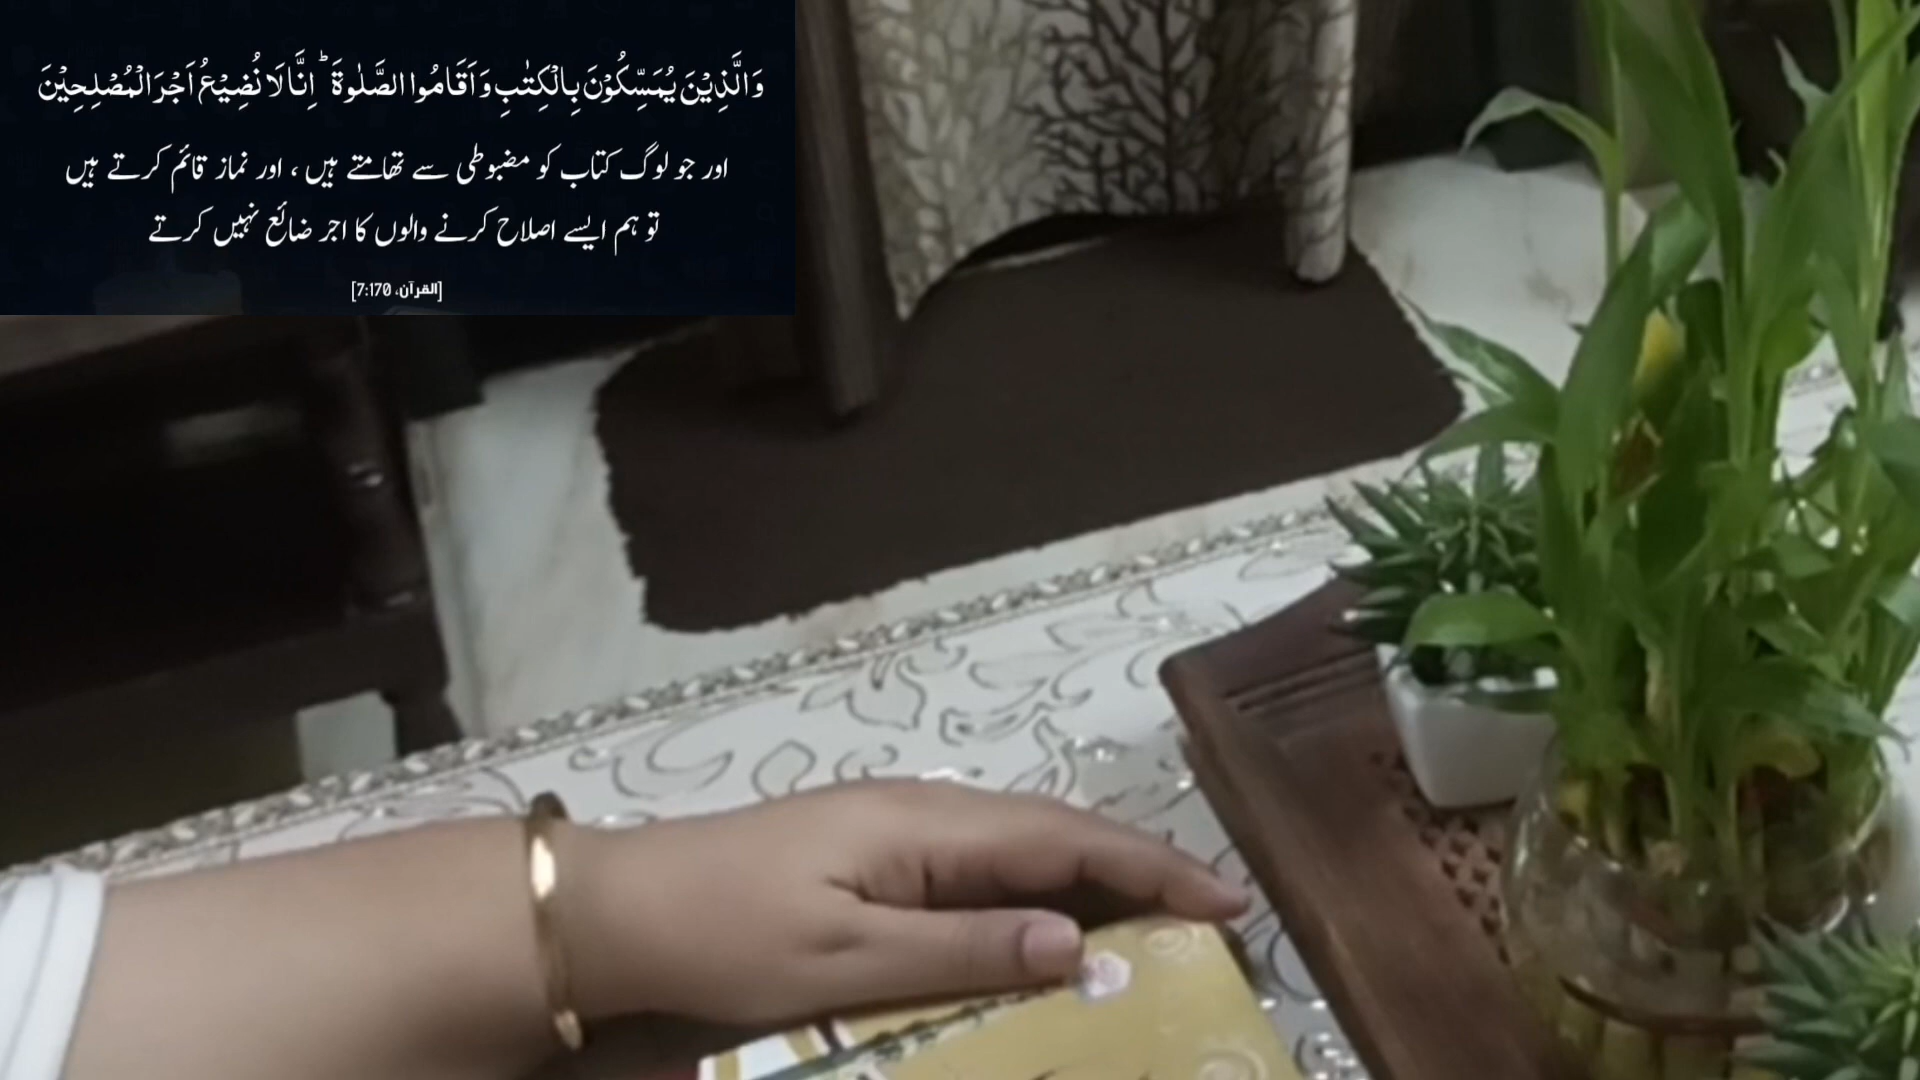 وَالَّذِيْنَ يُمَسِّكُوْنَ بِالْكِتٰبِ وَاَقَامُوا الصَّلٰوةَ ؕ اِنَّا لَا نُضِيْعُ اَجْرَ الْمُصْلِحِيْنَ
اور جو لوگ کتاب کو مضبوطی سے تھامتے ہیں ، اور نماز قائم کرتے ہیں
تو ہم ایسے اصلاح کرنے والوں کا اجر ضائع نہیں کرتے
[القرآن، 7:170]